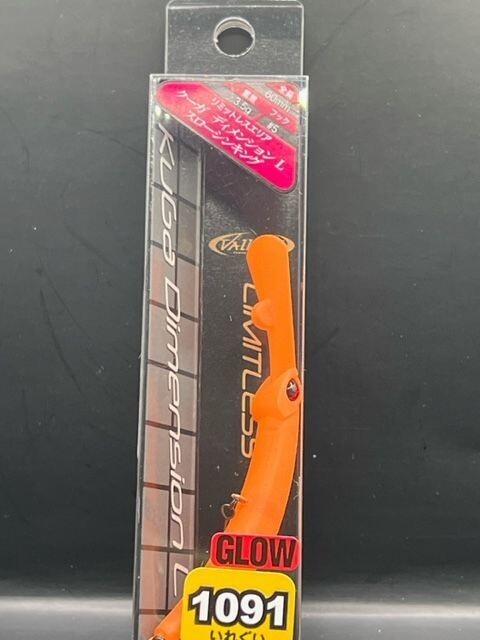 全長 60mm
重量 3.5g
フック #5
リミットレスエリア
クーガ ディメンション L
スローシンキング
KuGa Dimension L
LIMITLESS
GLOW
1091
いれぐい